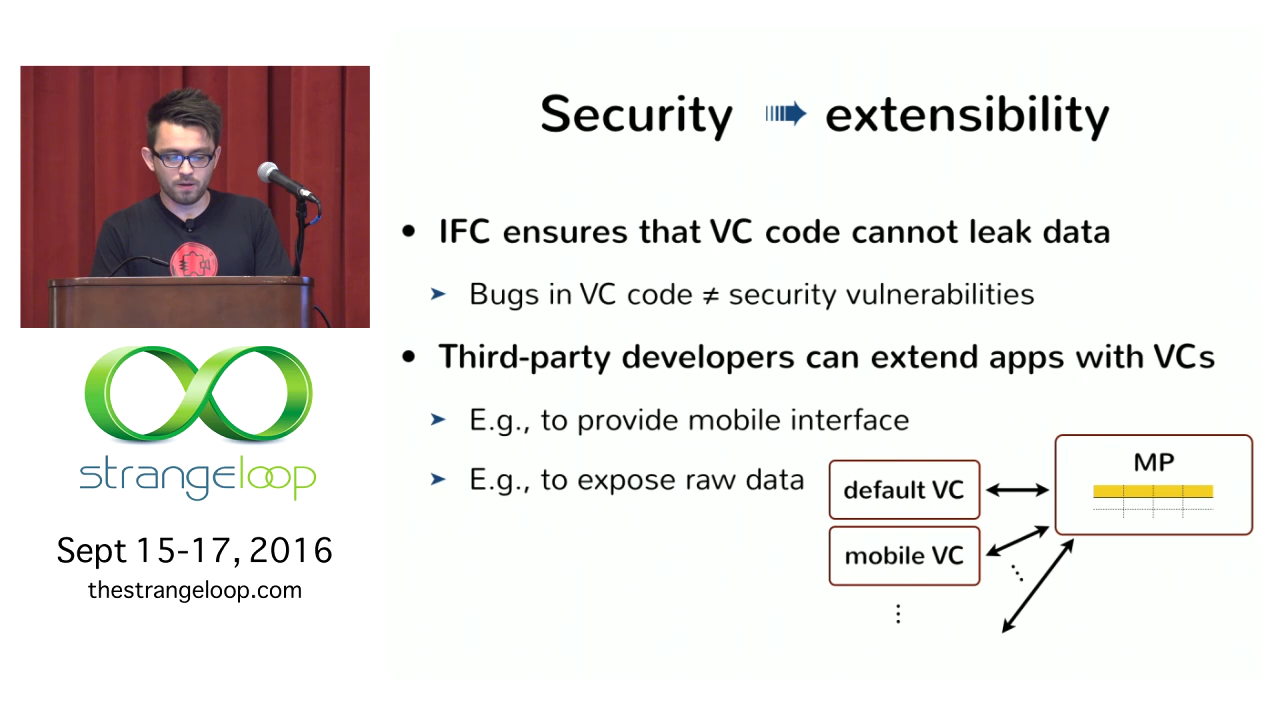 Security extensibility
• IFC ensures that VC code cannot leak data
➤ Bugs in VC code ≠ security vulnerabilities
• Third-party developers can extend apps with VCs
➤ E.g., to provide mobile interface
➤ E.g., to expose raw data
default VC
MP
mobile VC
strangeloop
Sept 15-17, 2016
thestrangeloop.com